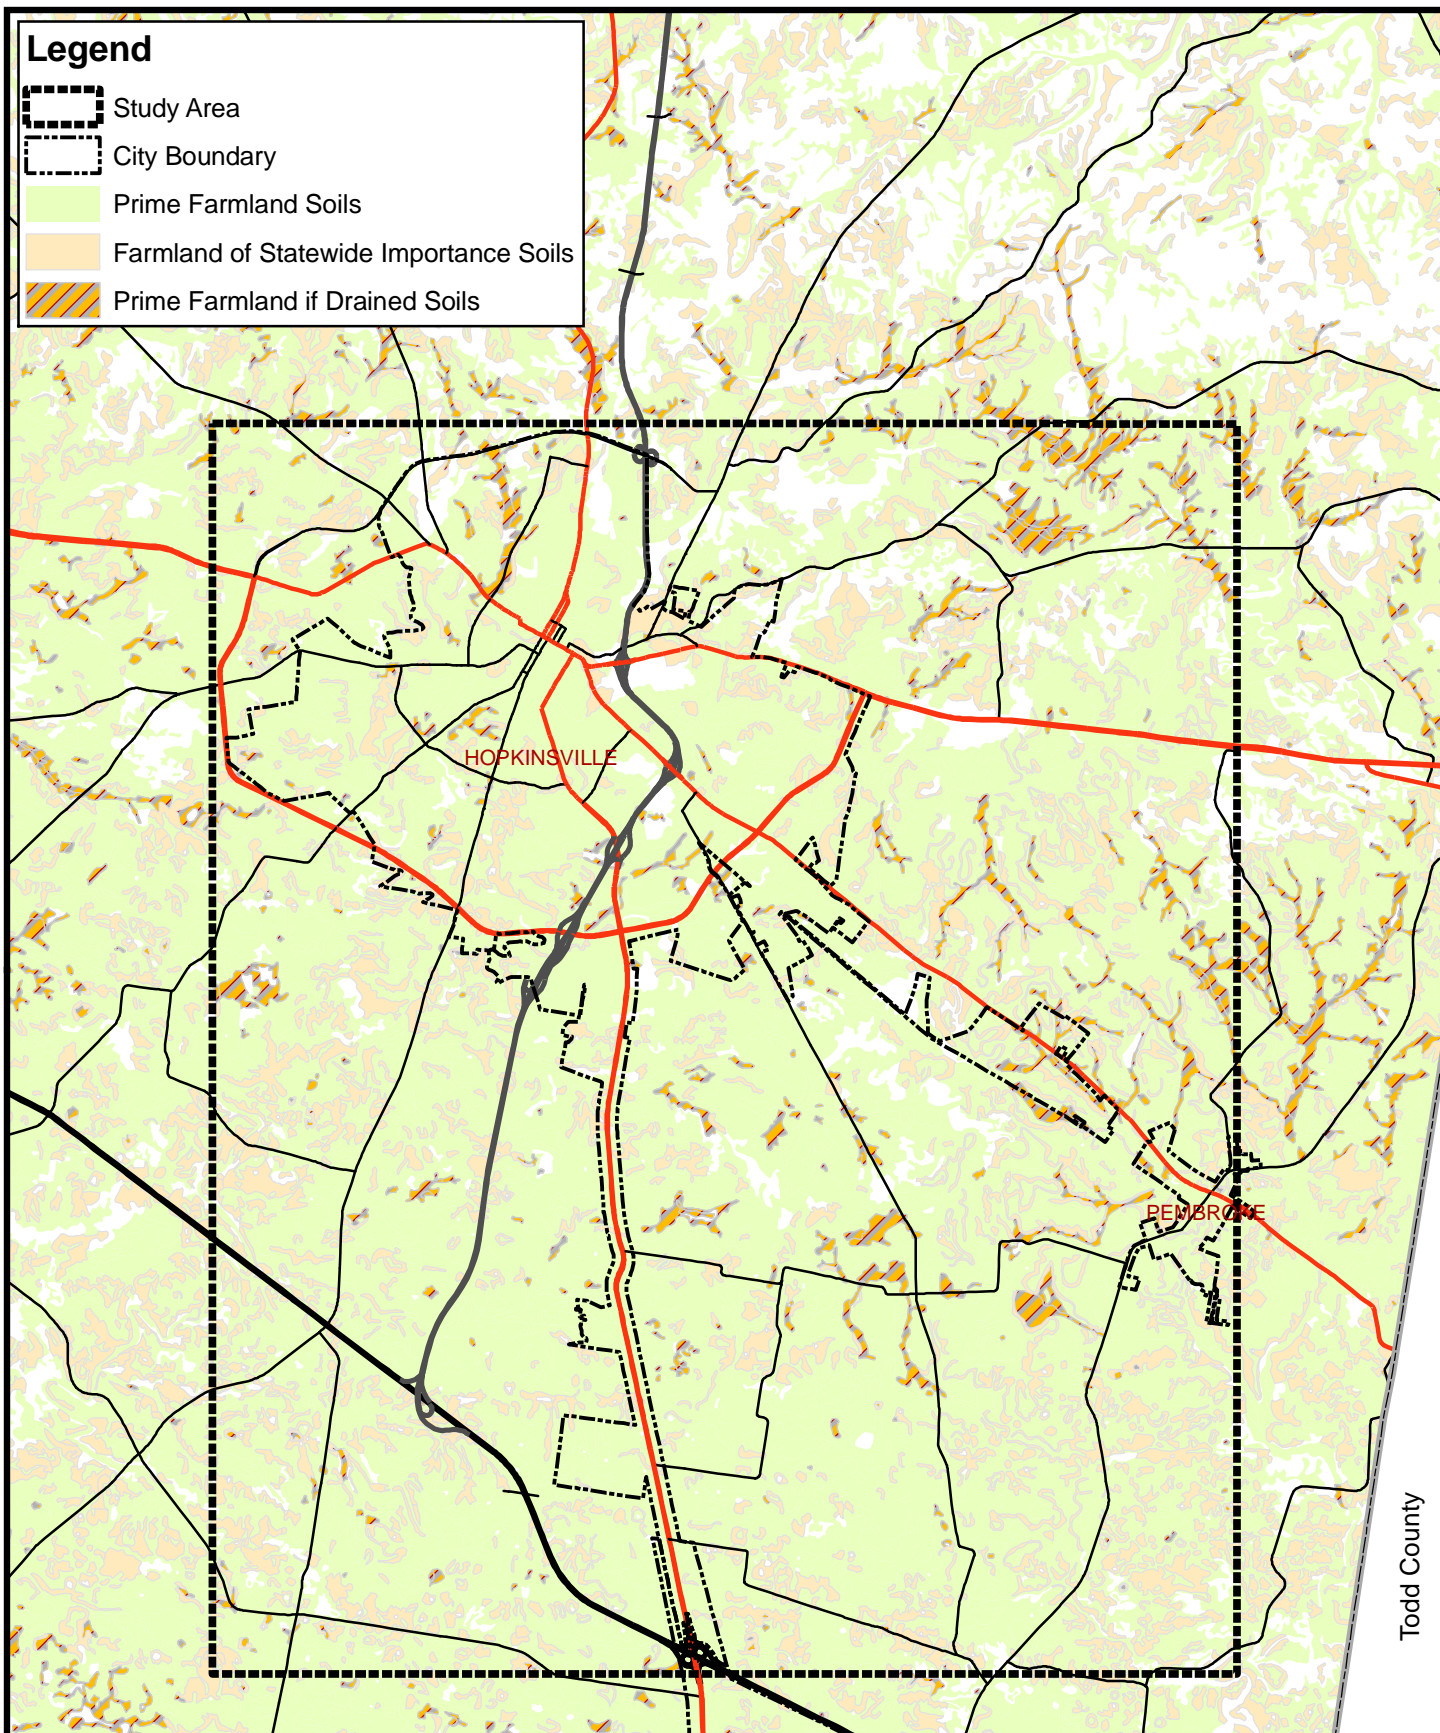 Legend
Study Area
City Boundary
Prime Farmland Soils
Farmland of Statewide Importance Soils
Prime Farmland if Drained Soils
HOPKINSVILLE
PEMBROKE
Todd County